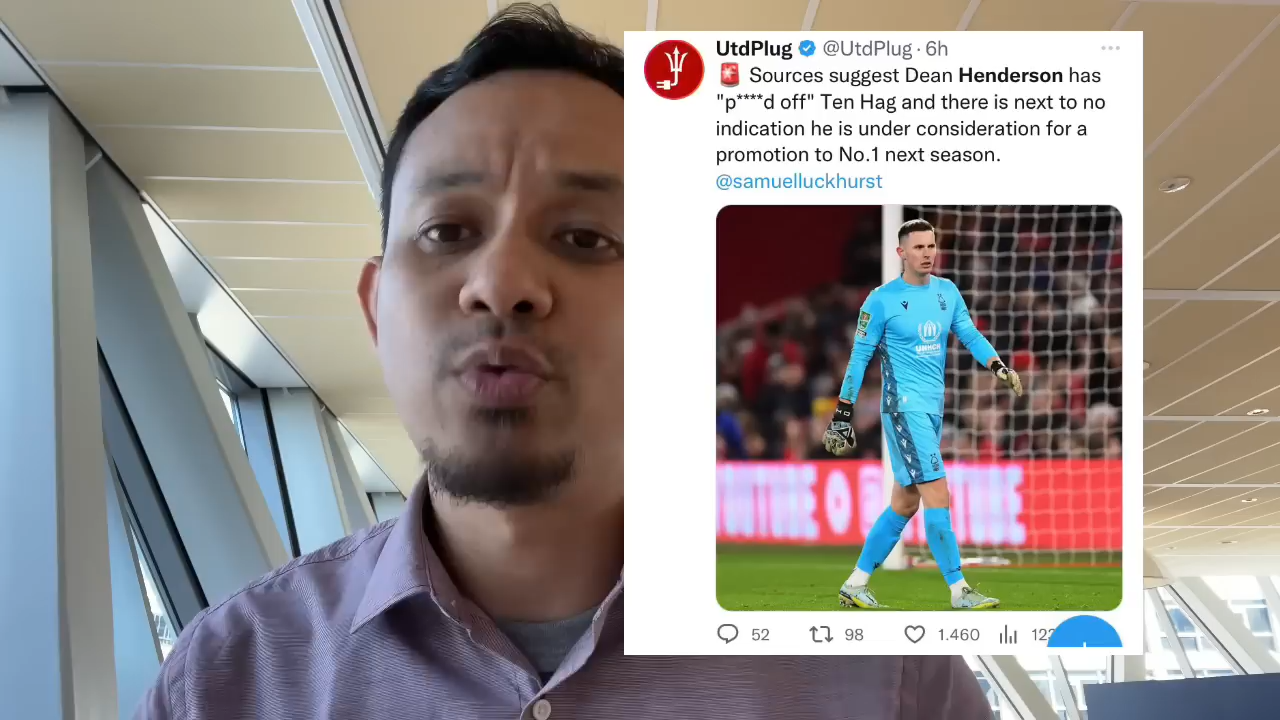 UtdPlug @UtdPlug · 6h
🚨 Sources suggest Dean Henderson has
"p****d off" Ten Hag and there is next to no
indication he is under consideration for a
promotion to No.1 next season.
@samuelluckhurst
UNHCR
52 98 1.460